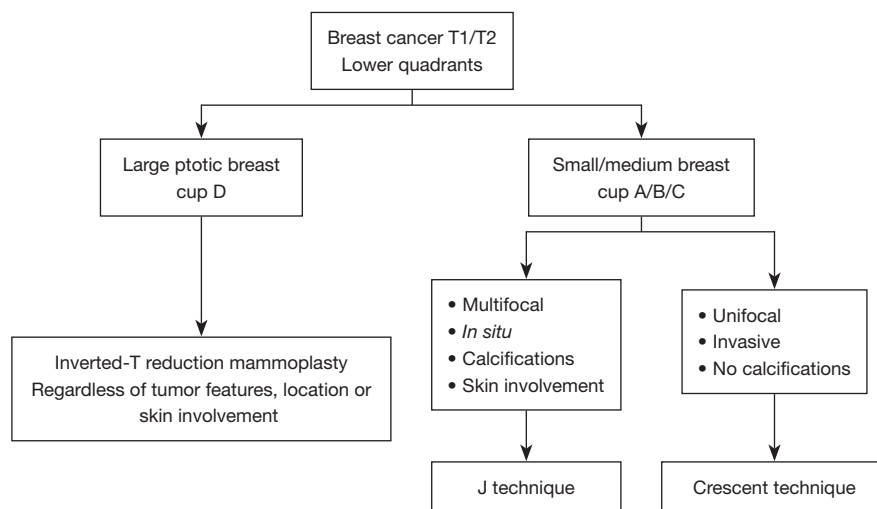 Breast cancer T1/T2
Lower quadrants
Large ptotic breast
cup D
Small/medium breast
cup A/B/C
• Multifocal
• In situ
• Calcifications
• Skin involvement
• Unifocal
• Invasive
• No calcifications
Inverted-T reduction mammoplasty
Regardless of tumor features, location or
skin involvement
J technique
Crescent technique